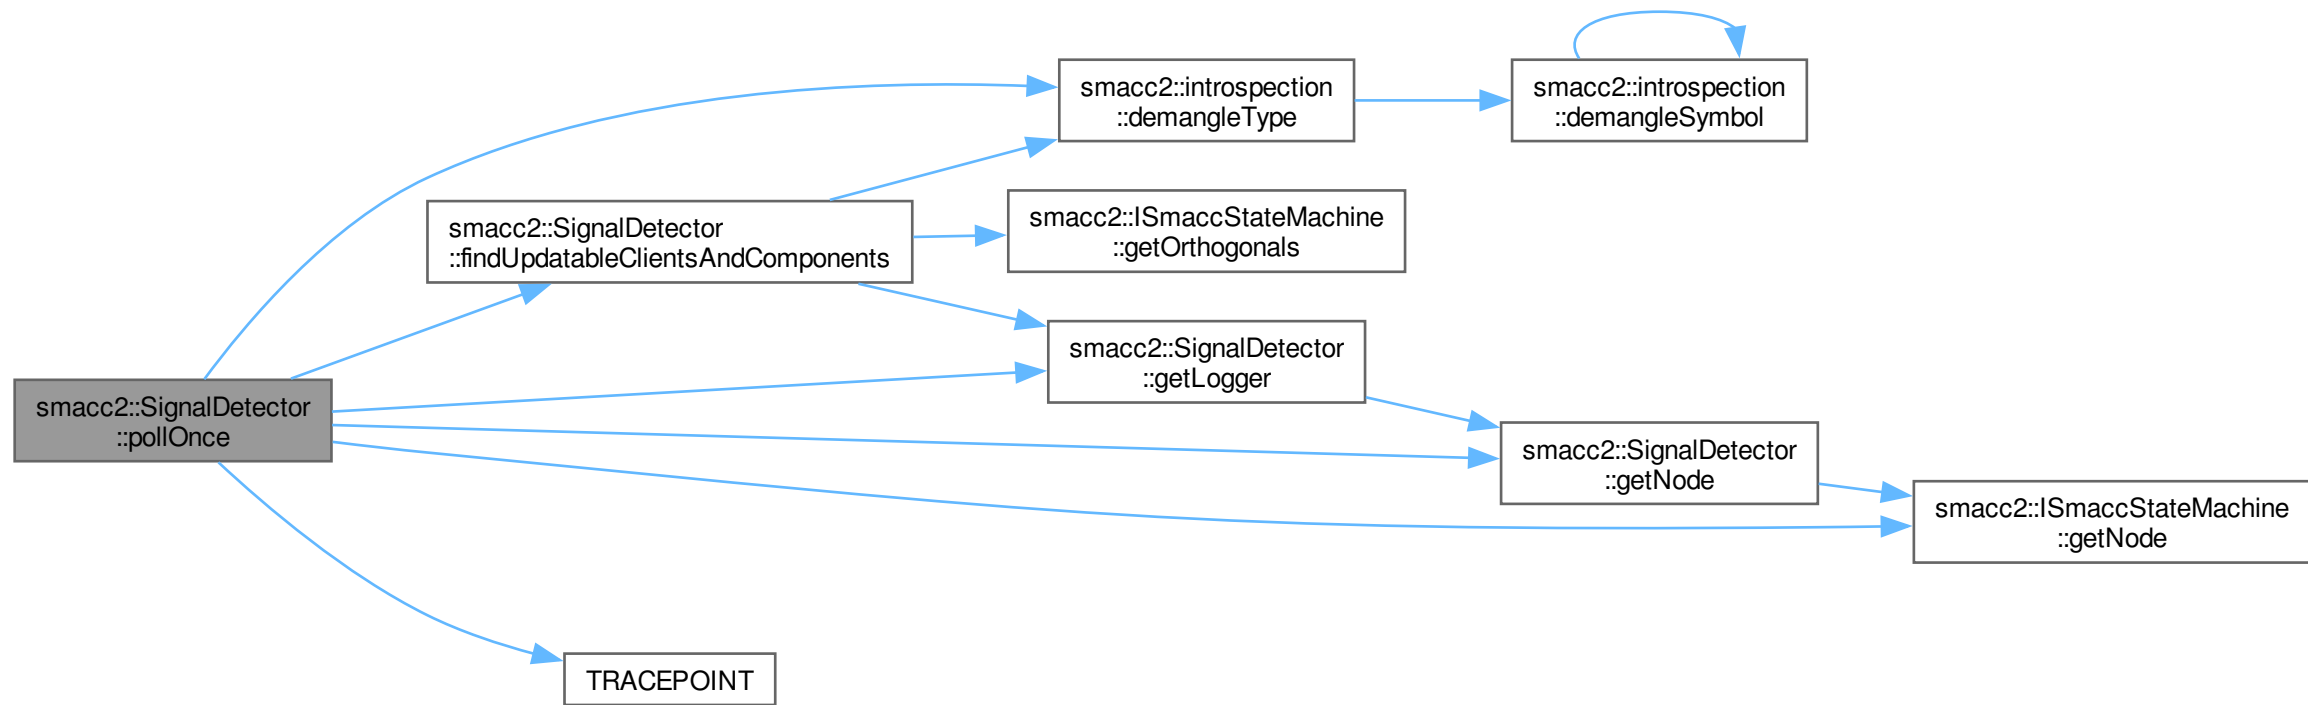 smacc2::introspection
::demangleType
smacc2::introspection
::demangleSymbol
smacc2::SignalDetector
::findUpdatableClientsAndComponents
smacc2::ISmaccStateMachine
::getOrthogonals
smacc2::SignalDetector
::getLogger
smacc2::SignalDetector
::pollOnce
smacc2::SignalDetector
::getNode
smacc2::ISmaccStateMachine
::getNode
TRACEPOINT